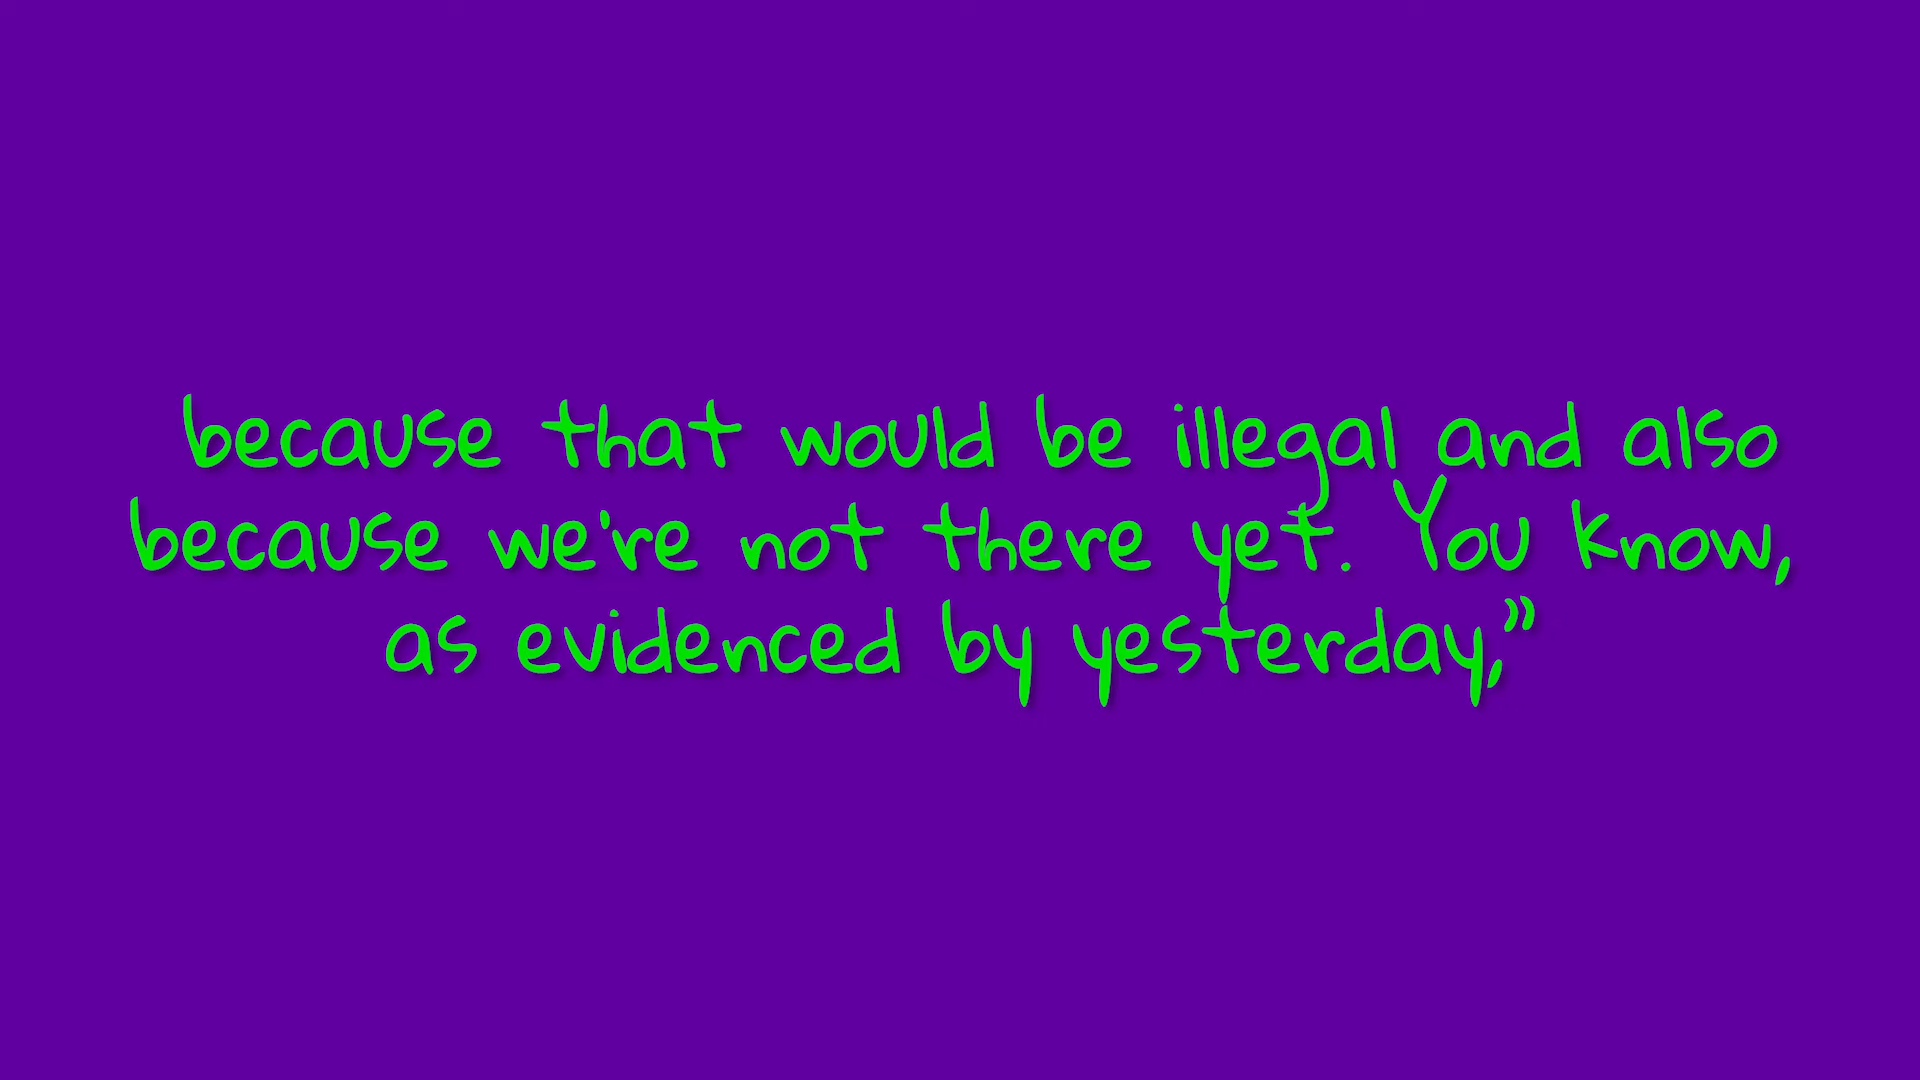 because that would be illegal and also
because we're not there yet. You know,
as evidenced by yesterday,”